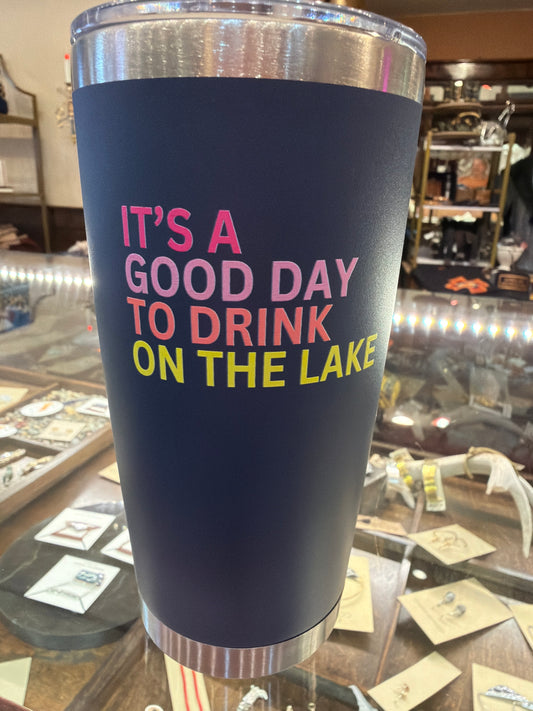 IT'S A
GOOD DAY
TO DRINK
ON THE LAKE